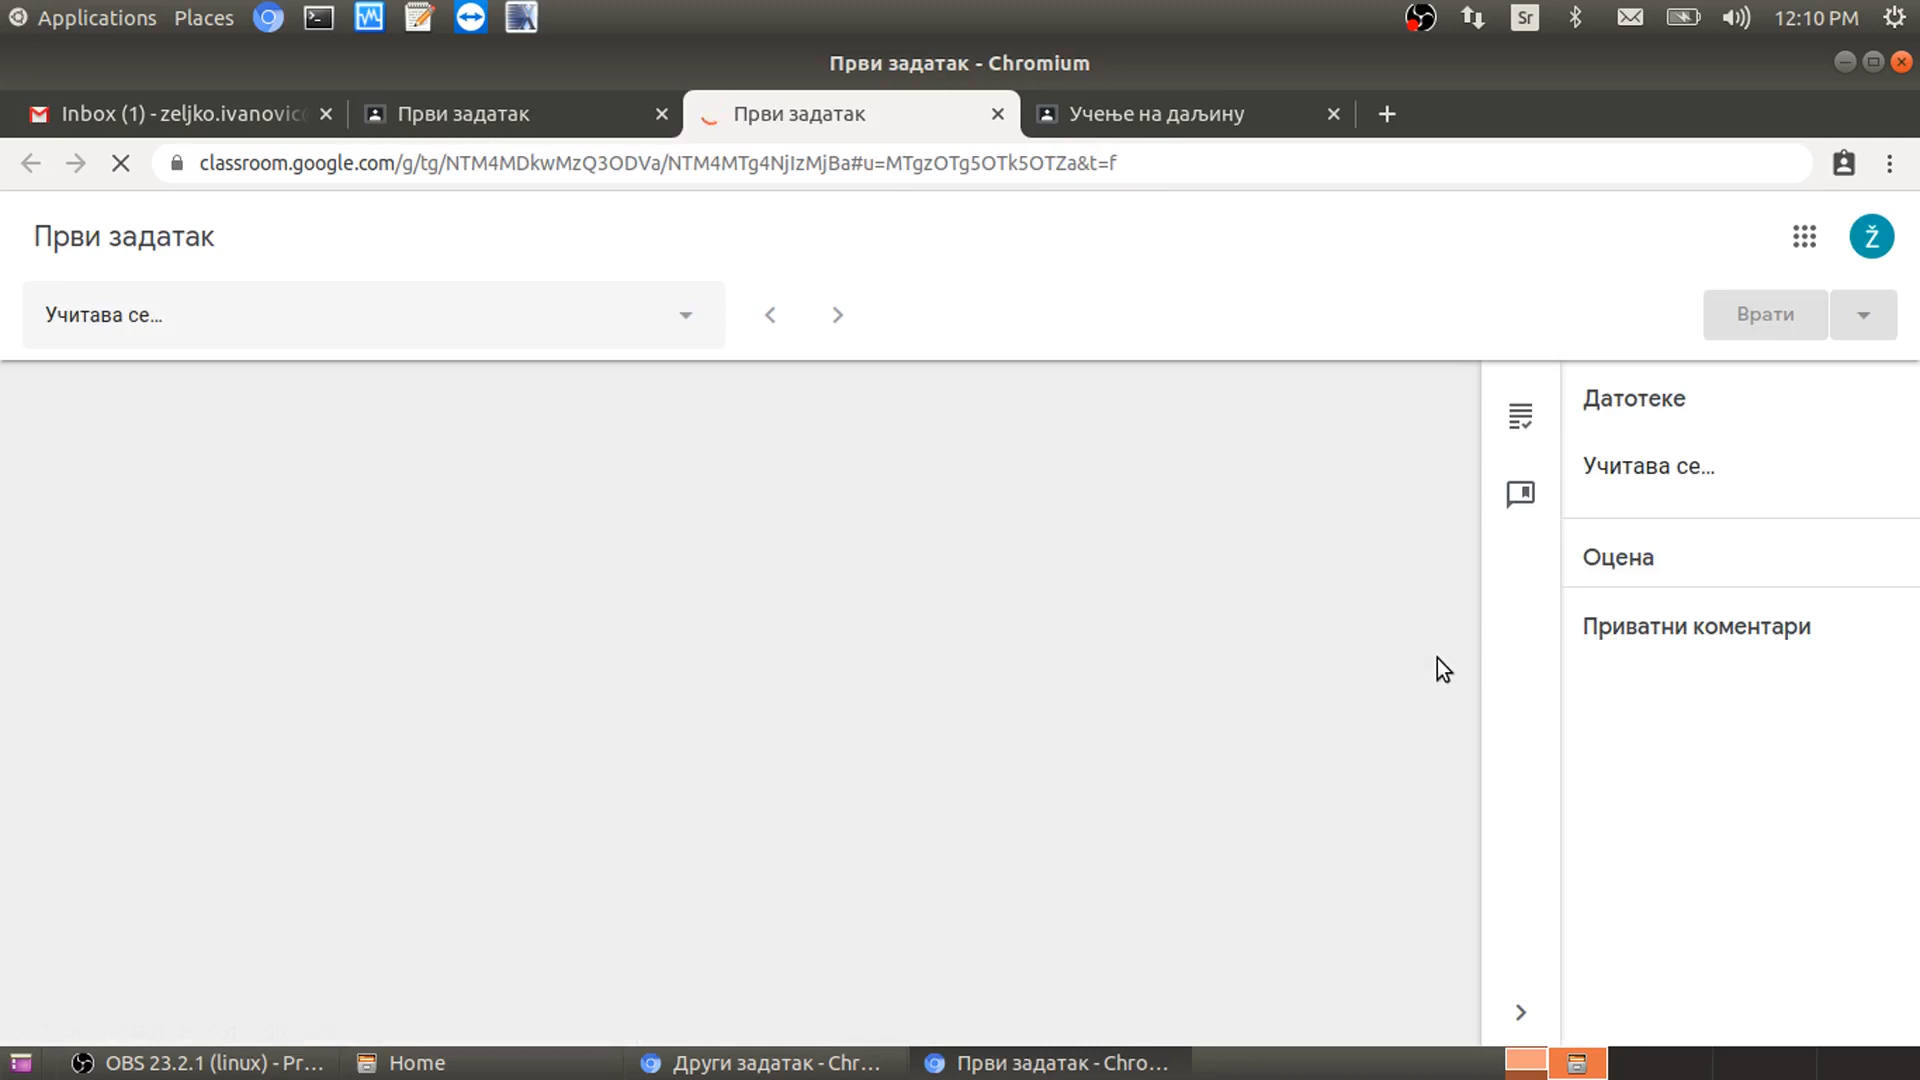 Applications Places Sr 12:10 PM
Први задатак - Chromium
Inbox (1) - zeljko.ivanovic Први задатак Први задатак Учење на даљину
classroom.google.com/g/tg/NTM4MDkwMzQ3ODVa/NTM4MTg4NjIzMjBa#u=MTgzOTg5OTk5OTZa&t=f
Први задатак Ž
Учитава се... Врати
Датотеке
Учитава се...
Оцена
Приватни коментари
OBS 23.2.1 (linux) - Pr... Home Други задатак - Chr... Први задатак - Chro...